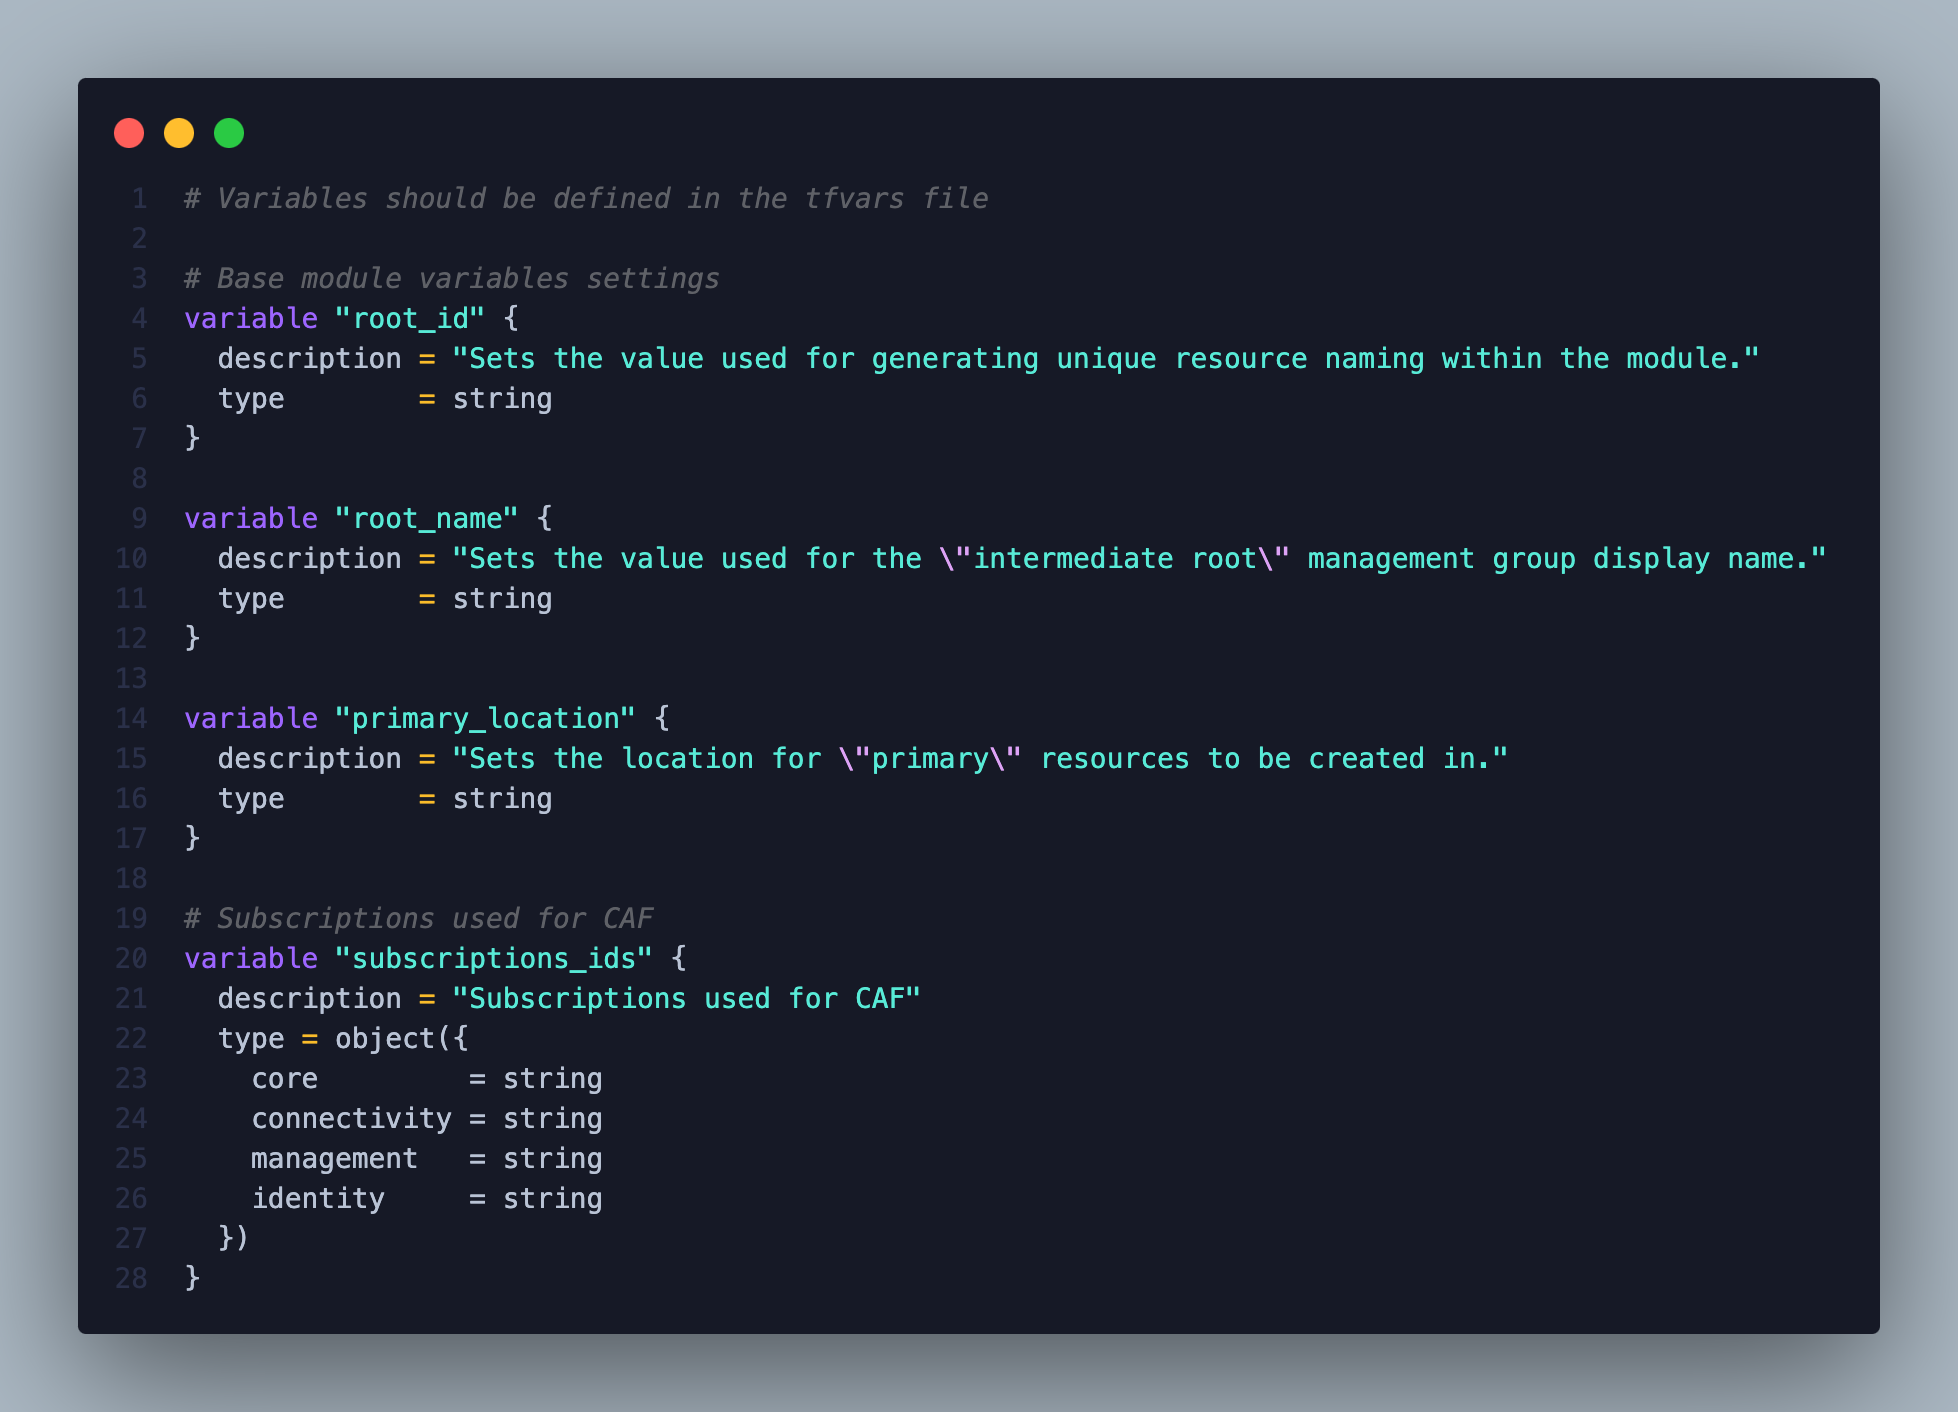 1 # Variables should be defined in the tfvars file
2
3 # Base module variables settings
4 variable "root_id" {
5   description = "Sets the value used for generating unique resource naming within the module."
6   type        = string
7 }
8
9 variable "root_name" {
10   description = "Sets the value used for the \"intermediate root\" management group display name."
11   type        = string
12 }
13
14 variable "primary_location" {
15   description = "Sets the location for \"primary\" resources to be created in."
16   type        = string
17 }
18
19 # Subscriptions used for CAF
20 variable "subscriptions_ids" {
21   description = "Subscriptions used for CAF"
22   type = object({
23     core         = string
24     connectivity = string
25     management   = string
26     identity     = string
27   })
28 }